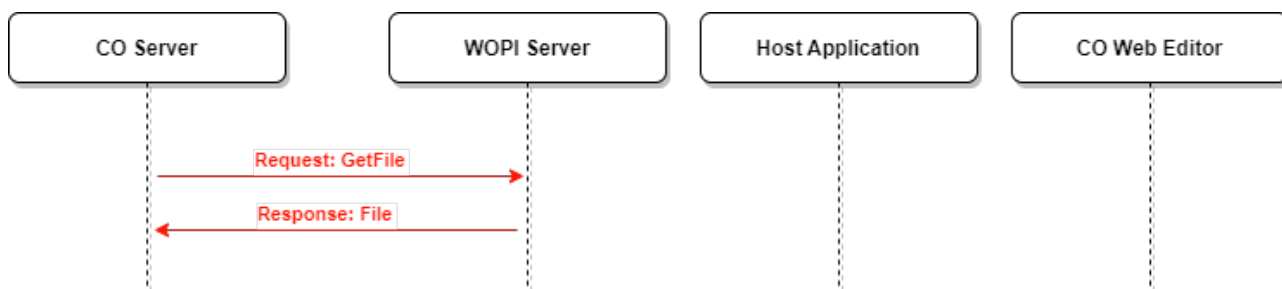 CO Server
WOPI Server
Host Application
CO Web Editor
Request: GetFile
Response: File